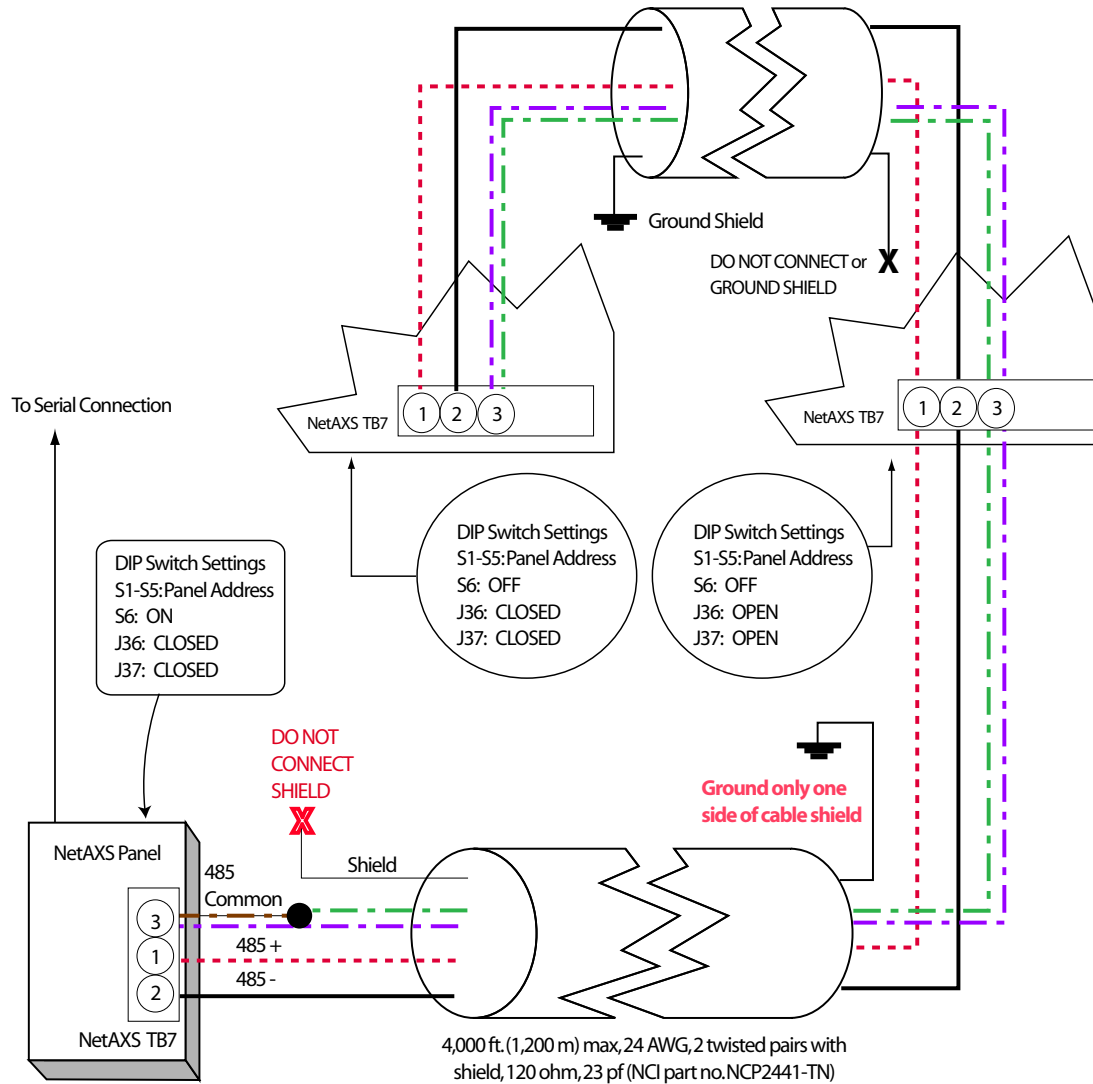 Ground Shield
DO NOT CONNECT or X
GROUND SHIELD
To Serial Connection
NetAXS TB7
1 2 3
NetAXS TB7
1 2 3
DIP Switch Settings
S1-S5:Panel Address
S6: ON
J36: CLOSED
J37: CLOSED
DIP Switch Settings
S1-S5:Panel Address
S6: OFF
J36: CLOSED
J37: CLOSED
DIP Switch Settings
S1-S5:Panel Address
S6: OFF
J36: OPEN
J37: OPEN
DO NOT
CONNECT
SHIELD
X
Ground only one
side of cable shield
NetAXS Panel
Shield
485
Common
3
485 +
1
485 -
2
NetAXS TB7
4,000 ft. (1,200 m) max, 24 AWG, 2 twisted pairs with
shield, 120 ohm, 23 pf (NCI part no. NCP2441-TN)